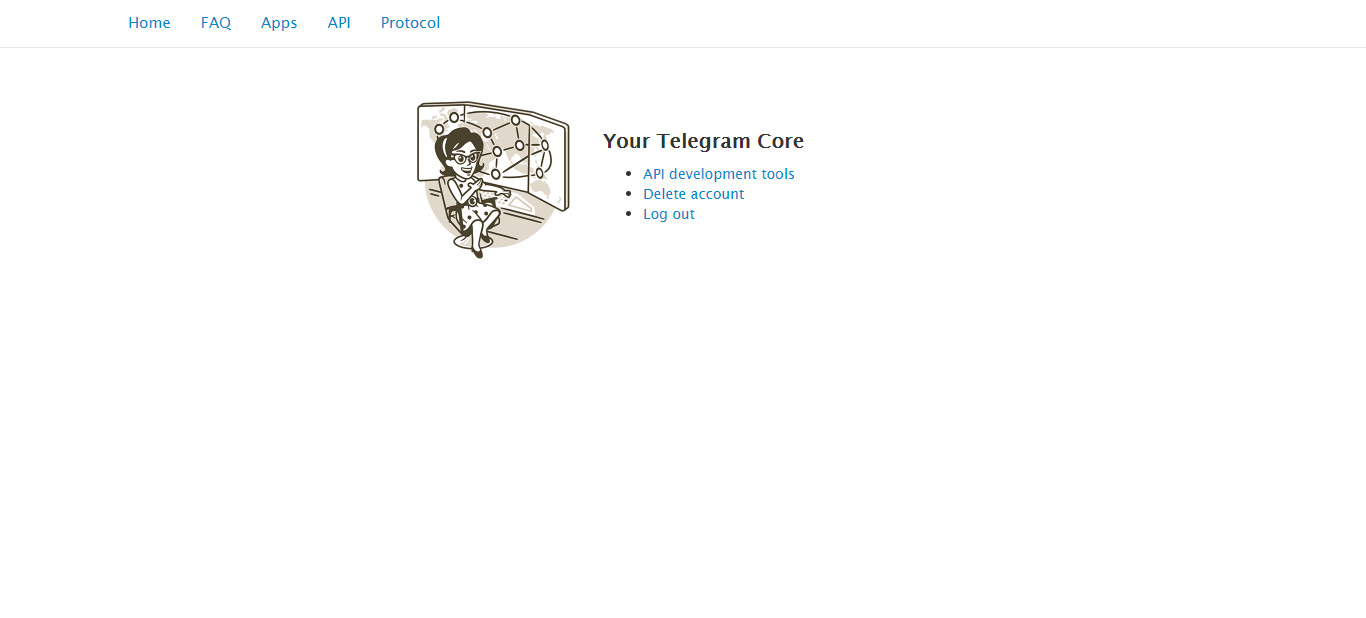 Home FAQ Apps API Protocol
Your Telegram Core
API development tools
Delete account
Log out